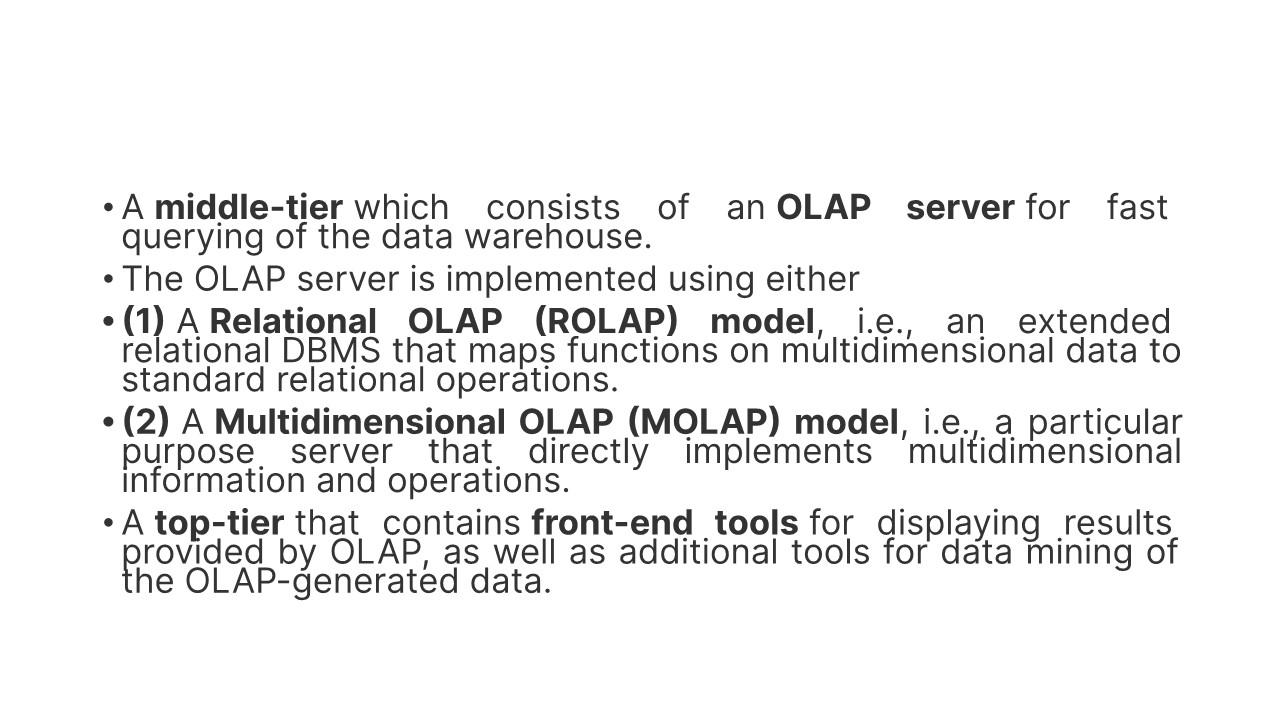 • A middle-tier which consists of an OLAP server for fast
querying of the data warehouse.
• The OLAP server is implemented using either
• (1) A Relational OLAP (ROLAP) model, i.e., an extended
relational DBMS that maps functions on multidimensional data to
standard relational operations.
• (2) A Multidimensional OLAP (MOLAP) model, i.e., a particular
purpose server that directly implements multidimensional
information and operations.
• A top-tier that contains front-end tools for displaying results
provided by OLAP, as well as additional tools for data mining of
the OLAP-generated data.